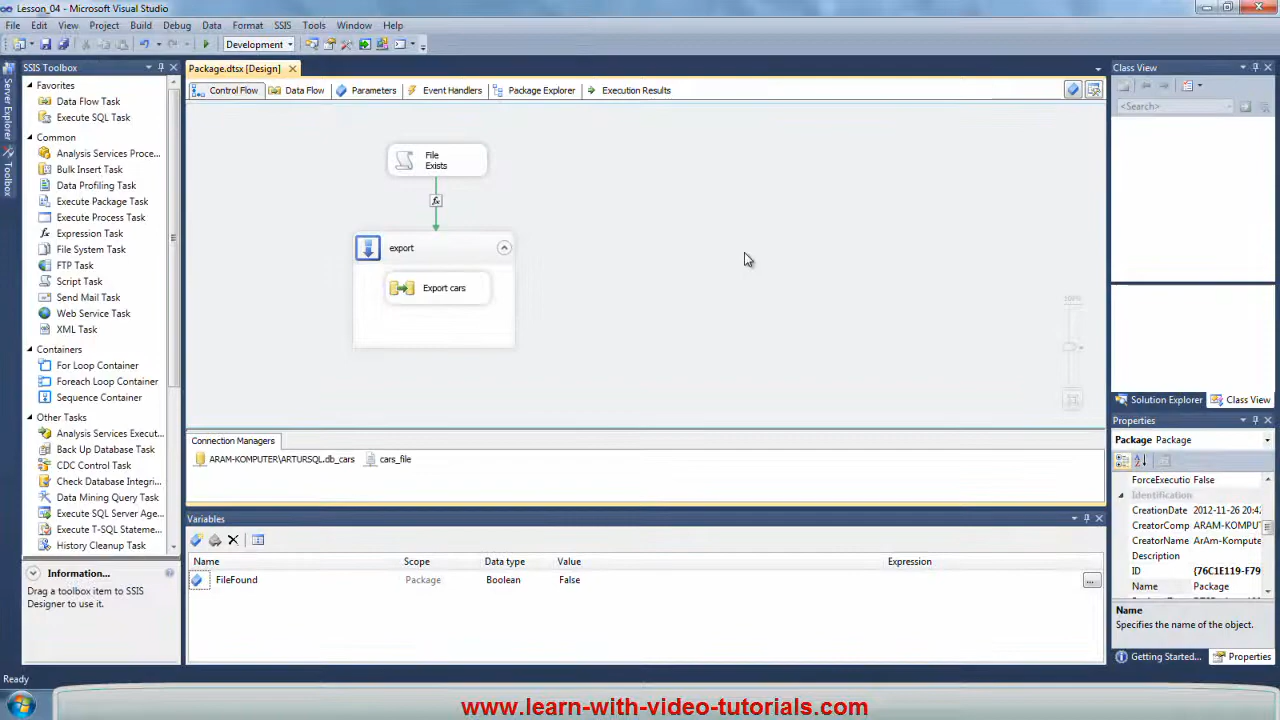 Lesson_04 - Microsoft Visual Studio
File Edit View Project Build Debug Data Format SSIS Tools Window Help
Development
SSIS Toolbox
Package.dtsx [Design]
Class View
Server Explorer
Toolbox
Favorites
Data Flow Task
Execute SQL Task
Common
Analysis Services Proce...
Bulk Insert Task
Data Profiling Task
Execute Package Task
Execute Process Task
Expression Task
File System Task
FTP Task
Script Task
Send Mail Task
Web Service Task
XML Task
Containers
For Loop Container
Foreach Loop Container
Sequence Container
Other Tasks
Analysis Services Execut...
Back Up Database Task
CDC Control Task
Check Database Integri...
Data Mining Query Task
Execute SQL Server Age...
Execute T-SQL Stateme...
History Cleanup Task
Information...
Drag a toolbox item to SSIS
Designer to use it.
Control Flow Data Flow Parameters Event Handlers Package Explorer Execution Results
File
Exists
fx
export
Export cars
100%
Connection Managers
ARAM-KOMPUTER\ARTURSQL.db_cars cars_file
Variables
Name Scope Data type Value Expression
FileFound Package Boolean False ...
<Search>
Solution Explorer Class View
Properties
Package Package
ForceExecutio False
Identification
CreationDate 2012-11-26 20:42
CreatorComp ARAM-KOMPU
CreatorName ArAm-Kompute
Description
ID {76C1E119-F79
Name Package
Name
Specifies the name of the object.
Getting Started... Properties
Ready
www.learn-with-video-tutorials.com